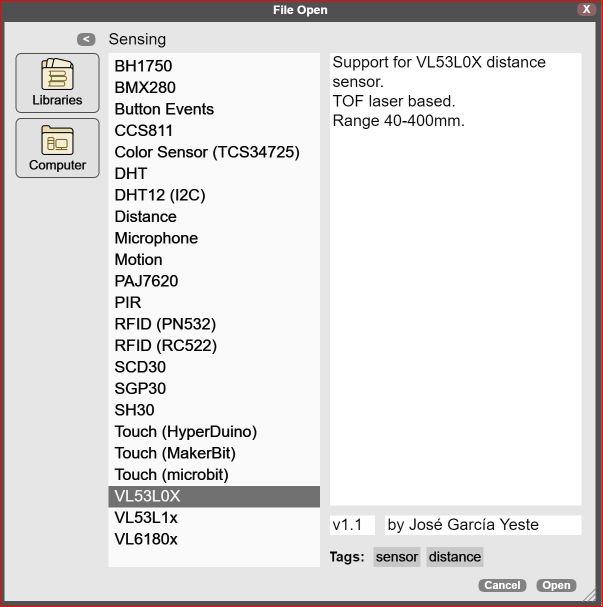 File Open
X
<
Sensing
Libraries
Computer
BH1750
BMX280
Button Events
CCS811
Color Sensor (TCS34725)
DHT
DHT12 (I2C)
Distance
Microphone
Motion
PAJ7620
PIR
RFID (PN532)
RFID (RC522)
SCD30
SGP30
SH30
Touch (HyperDuino)
Touch (MakerBit)
Touch (microbit)
VL53L0X
VL53L1x
VL6180x
Support for VL53L0X distance
sensor.
TOF laser based.
Range 40-400mm.
v1.1
by José García Yeste
Tags: sensor distance
Cancel
Open